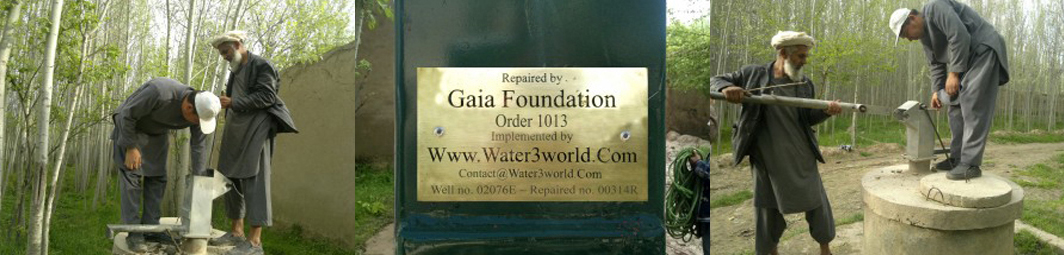 Repaired by .
Gaia Foundation
Order 1013
Implemented by
Www.Water3world.Com
Contact@Water3world.Com
Well no. 02076E – Repaired no. 00314R